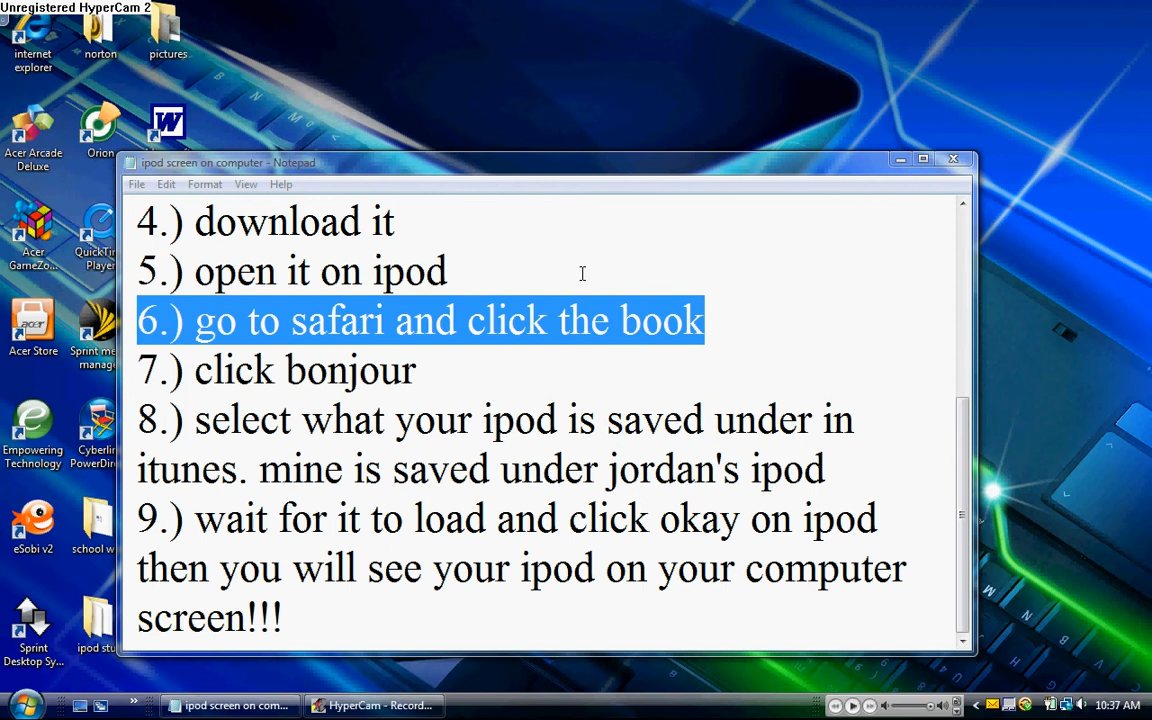 Unregistered HyperCam 2
internet explorer
norton
pictures
Acer Arcade Deluxe
Orion
Acer GameZo...
QuickTim
Player
Acer Store
Sprint me
manage
Empowering Technology
Cyberlin
PowerDire
eSobi v2
school w
Sprint Desktop Sy...
ipod stu
ipod screen on computer - Notepad
File Edit Format View Help
4.) download it
5.) open it on ipod
6.) go to safari and click the book
7.) click bonjour
8.) select what your ipod is saved under in
itunes. mine is saved under jordan's ipod
9.) wait for it to load and click okay on ipod
then you will see your ipod on your computer
screen!!!
ipod screen on com...
HyperCam - Record...
10:37 AM